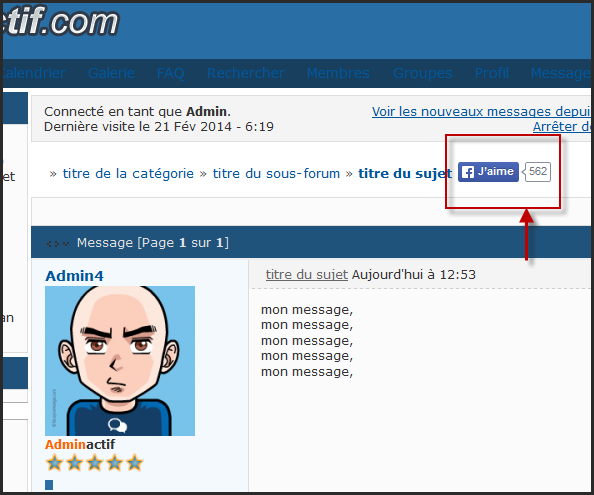 tif.com
Calendrier Galerie FAQ Rechercher Membres Groupes Profil Message
Connecté en tant que Admin.
Voir les nouveaux messages depui
Dernière visite le 21 Fév 2014 - 6:19
Arrêter de
et
» titre de la catégorie » titre du sous-forum » titre du sujet J'aime 562
Message [Page 1 sur 1]
Admin4
titre du sujet Aujourd'hui à 12:53
mon message,
mon message,
mon message,
mon message,
mon message,
an
Adminactif